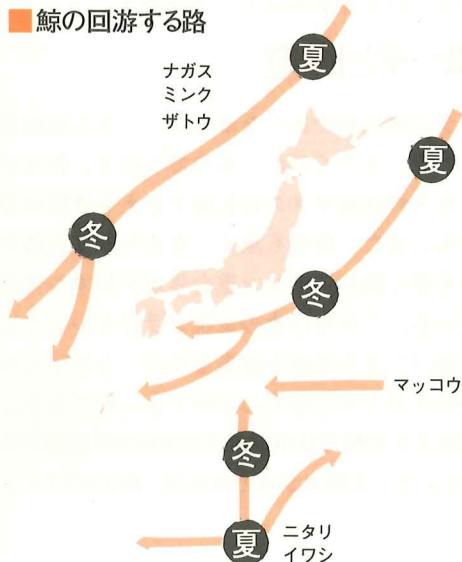 ■鯨の回游する路
夏
ナガス
ミンク
ザトウ
夏
冬
冬
マッコウ
冬
夏
ニタリ
イワシ